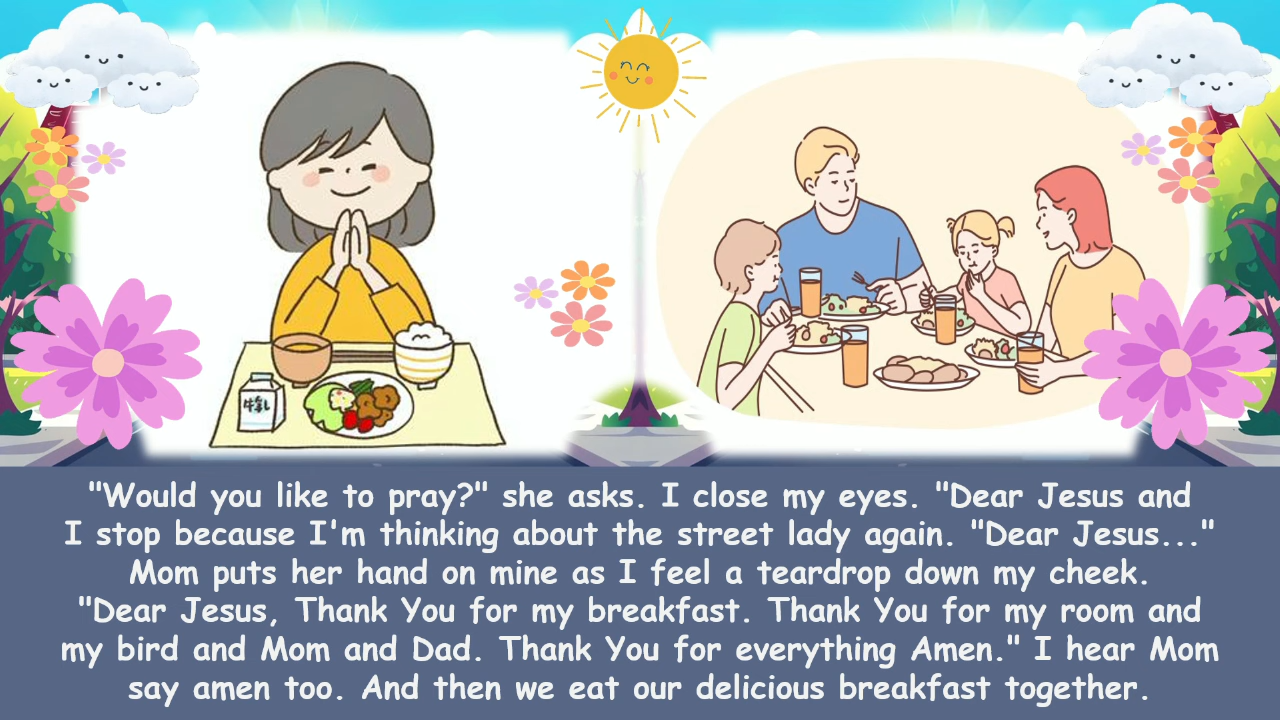 牛乳
"Would you like to pray?" she asks. I close my eyes. "Dear Jesus and
I stop because I'm thinking about the street lady again. "Dear Jesus..."
Mom puts her hand on mine as I feel a teardrop down my cheek.
"Dear Jesus, Thank You for my breakfast. Thank You for my room and
my bird and Mom and Dad. Thank You for everything Amen." I hear Mom
say amen too. And then we eat our delicious breakfast together.